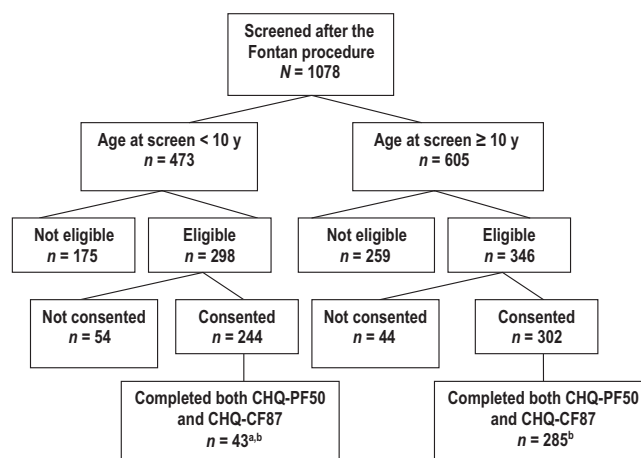 Screened after the
Fontan procedure
N = 1078
Age at screen < 10 y
n = 473
Age at screen ≥ 10 y
n = 605
Not eligible
n = 175
Eligible
n = 298
Not eligible
n = 259
Eligible
n = 346
Not consented
n = 54
Consented
n = 244
Not consented
n = 44
Consented
n = 302
Completed both CHQ-PF50
and CHQ-CF87
n = 43a,b
Completed both CHQ-PF50
and CHQ-CF87
n = 285b